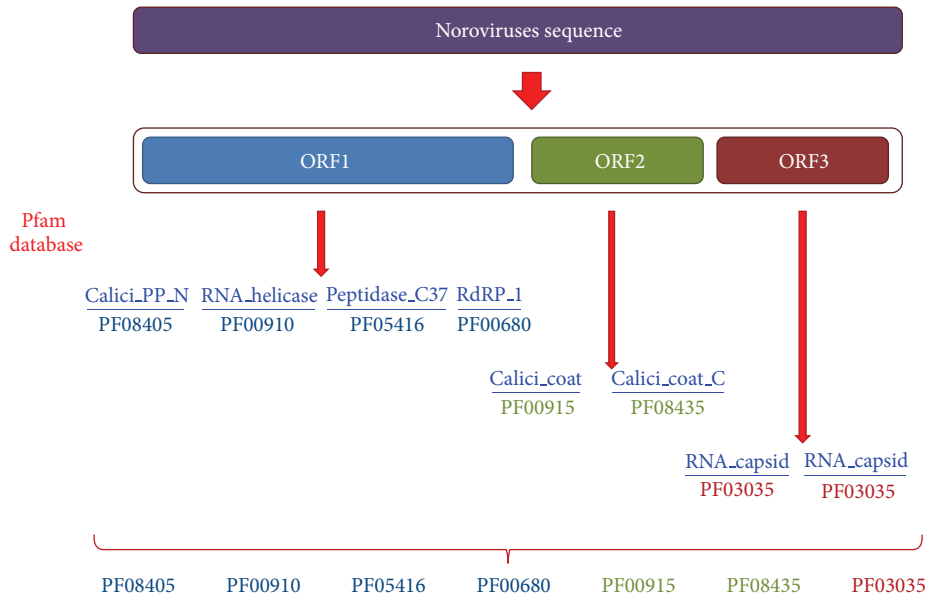 Noroviruses sequence
ORF1 ORF2 ORF3
Pfam
database
Calici_PP_N RNA_helicase Peptidase_C37 RdRP_1
PF08405 PF00910 PF05416 PF00680
Calici_coat Calici_coat_C
PF00915 PF08435
RNA_capsid RNA_capsid
PF03035 PF03035
PF08405 PF00910 PF05416 PF00680 PF00915 PF08435 PF03035